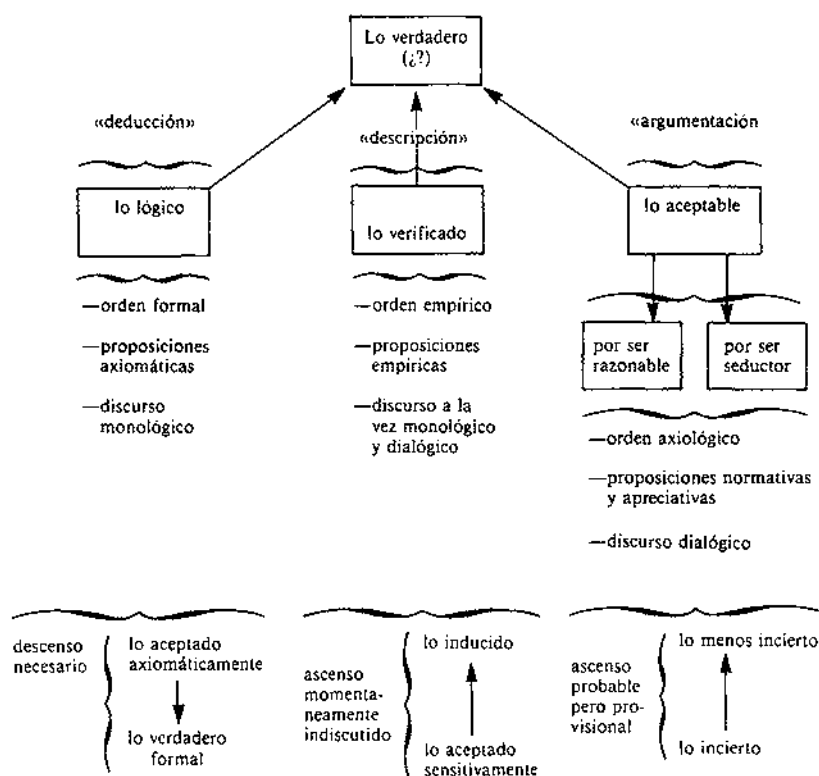 Lo verdadero
(¿?)
«deducción»
«descripción»
«argumentación
lo lógico
lo verificado
lo aceptable
—orden formal
—proposiciones
axiomáticas
—discurso
monológico
—orden empírico
—proposiciones
empíricas
—discurso a la
vez monológico
y dialógico
por ser
razonable
por ser
seductor
—orden axiológico
—proposiciones normativas
y apreciativas
—discurso dialógico
descenso
necesario
lo aceptado
axiomáticamente
lo verdadero
formal
ascenso
momenta-
neamente
indiscutido
lo inducido
lo aceptado
sensitivamente
ascenso
probable
pero pro-
visional
lo menos incierto
lo incierto